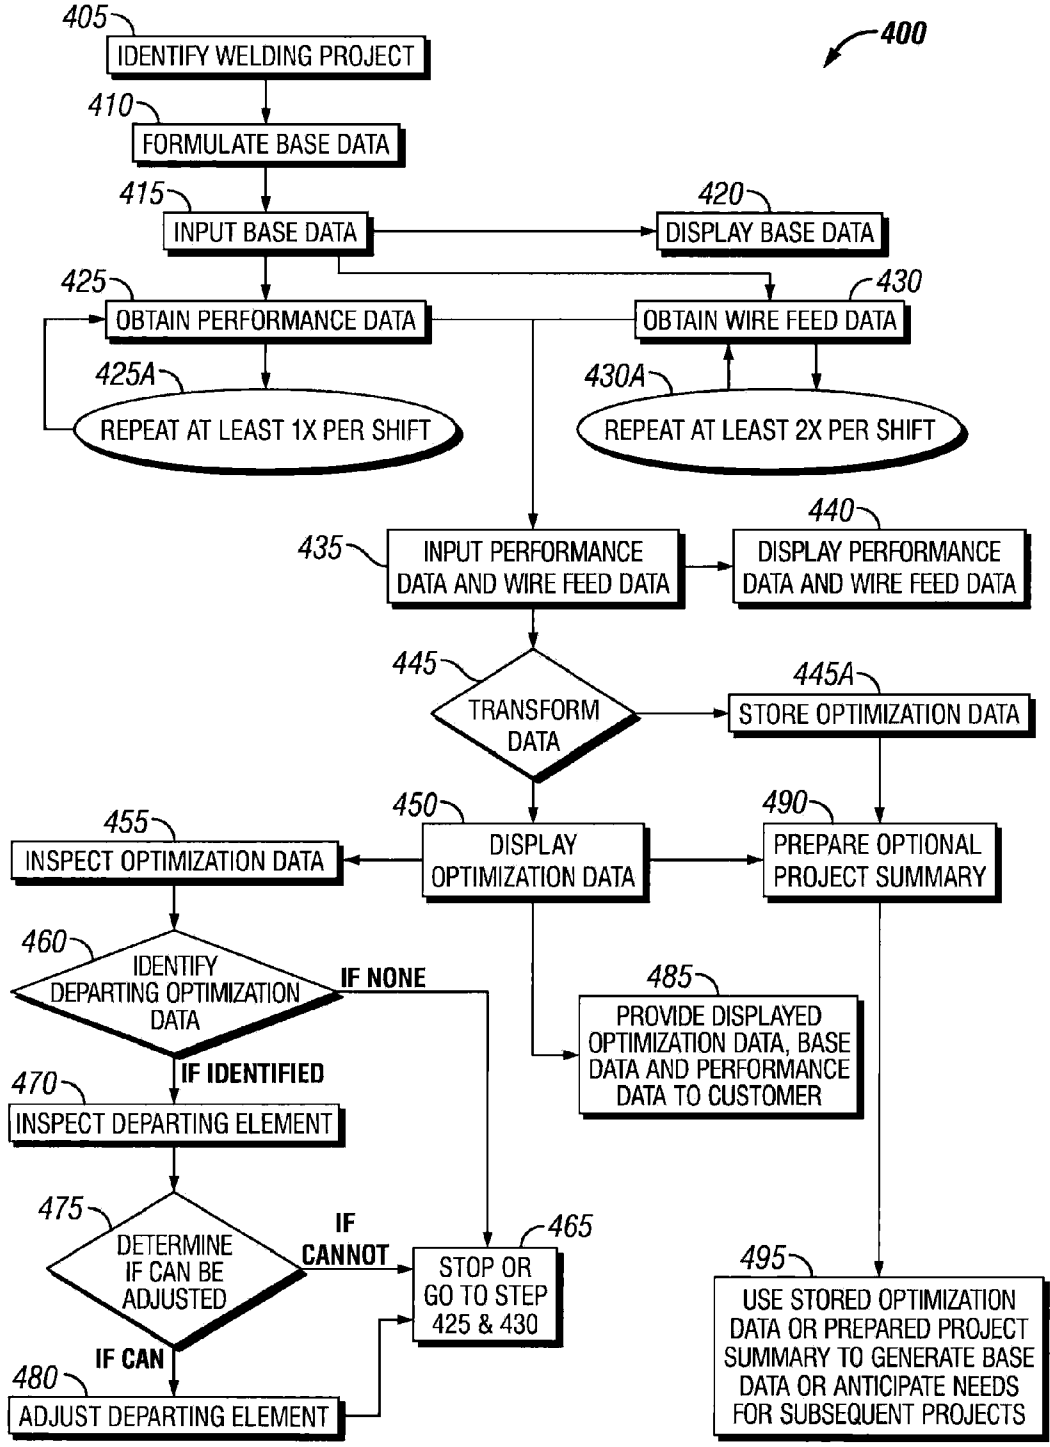 405
400
IDENTIFY WELDING PROJECT
410
FORMULATE BASE DATA
415
INPUT BASE DATA
420
DISPLAY BASE DATA
425
OBTAIN PERFORMANCE DATA
430
OBTAIN WIRE FEED DATA
425A
REPEAT AT LEAST 1X PER SHIFT
430A
REPEAT AT LEAST 2X PER SHIFT
435
INPUT PERFORMANCE
DATA AND WIRE FEED DATA
440
DISPLAY PERFORMANCE
DATA AND WIRE FEED DATA
445
TRANSFORM
DATA
445A
STORE OPTIMIZATION DATA
450
DISPLAY
OPTIMIZATION DATA
490
PREPARE OPTIONAL
PROJECT SUMMARY
455
INSPECT OPTIMIZATION DATA
460
IDENTIFY
DEPARTING OPTIMIZATION
DATA
IF NONE
IF IDENTIFIED
485
PROVIDE DISPLAYED
OPTIMIZATION DATA, BASE
DATA AND PERFORMANCE
DATA TO CUSTOMER
470
INSPECT DEPARTING ELEMENT
475
DETERMINE
IF CAN BE
ADJUSTED
IF
CANNOT
IF CAN
465
STOP OR
GO TO STEP
425 & 430
480
ADJUST DEPARTING ELEMENT
495
USE STORED OPTIMIZATION
DATA OR PREPARED PROJECT
SUMMARY TO GENERATE BASE
DATA OR ANTICIPATE NEEDS
FOR SUBSEQUENT PROJECTS